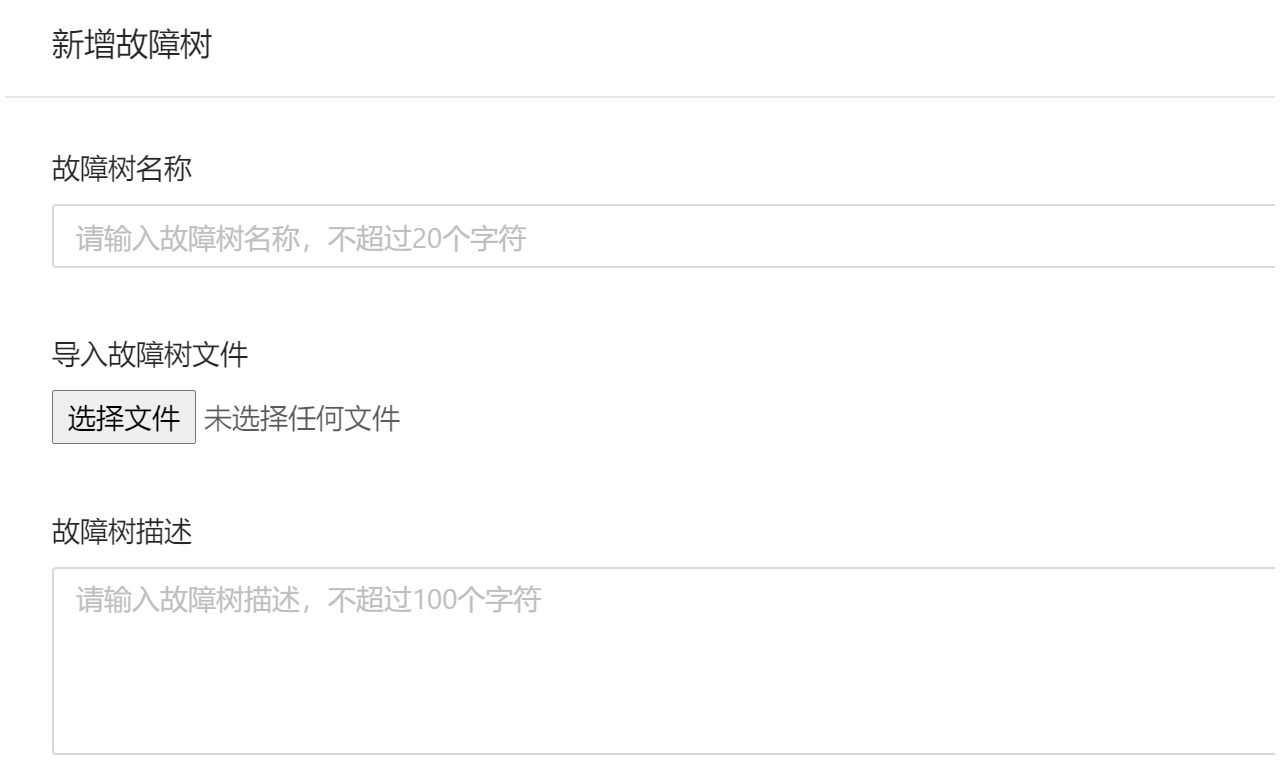 新增故障树
故障树名称
请输入故障树名称，不超过20个字符
导入故障树文件
选择文件 未选择任何文件
故障树描述
请输入故障树描述，不超过100个字符